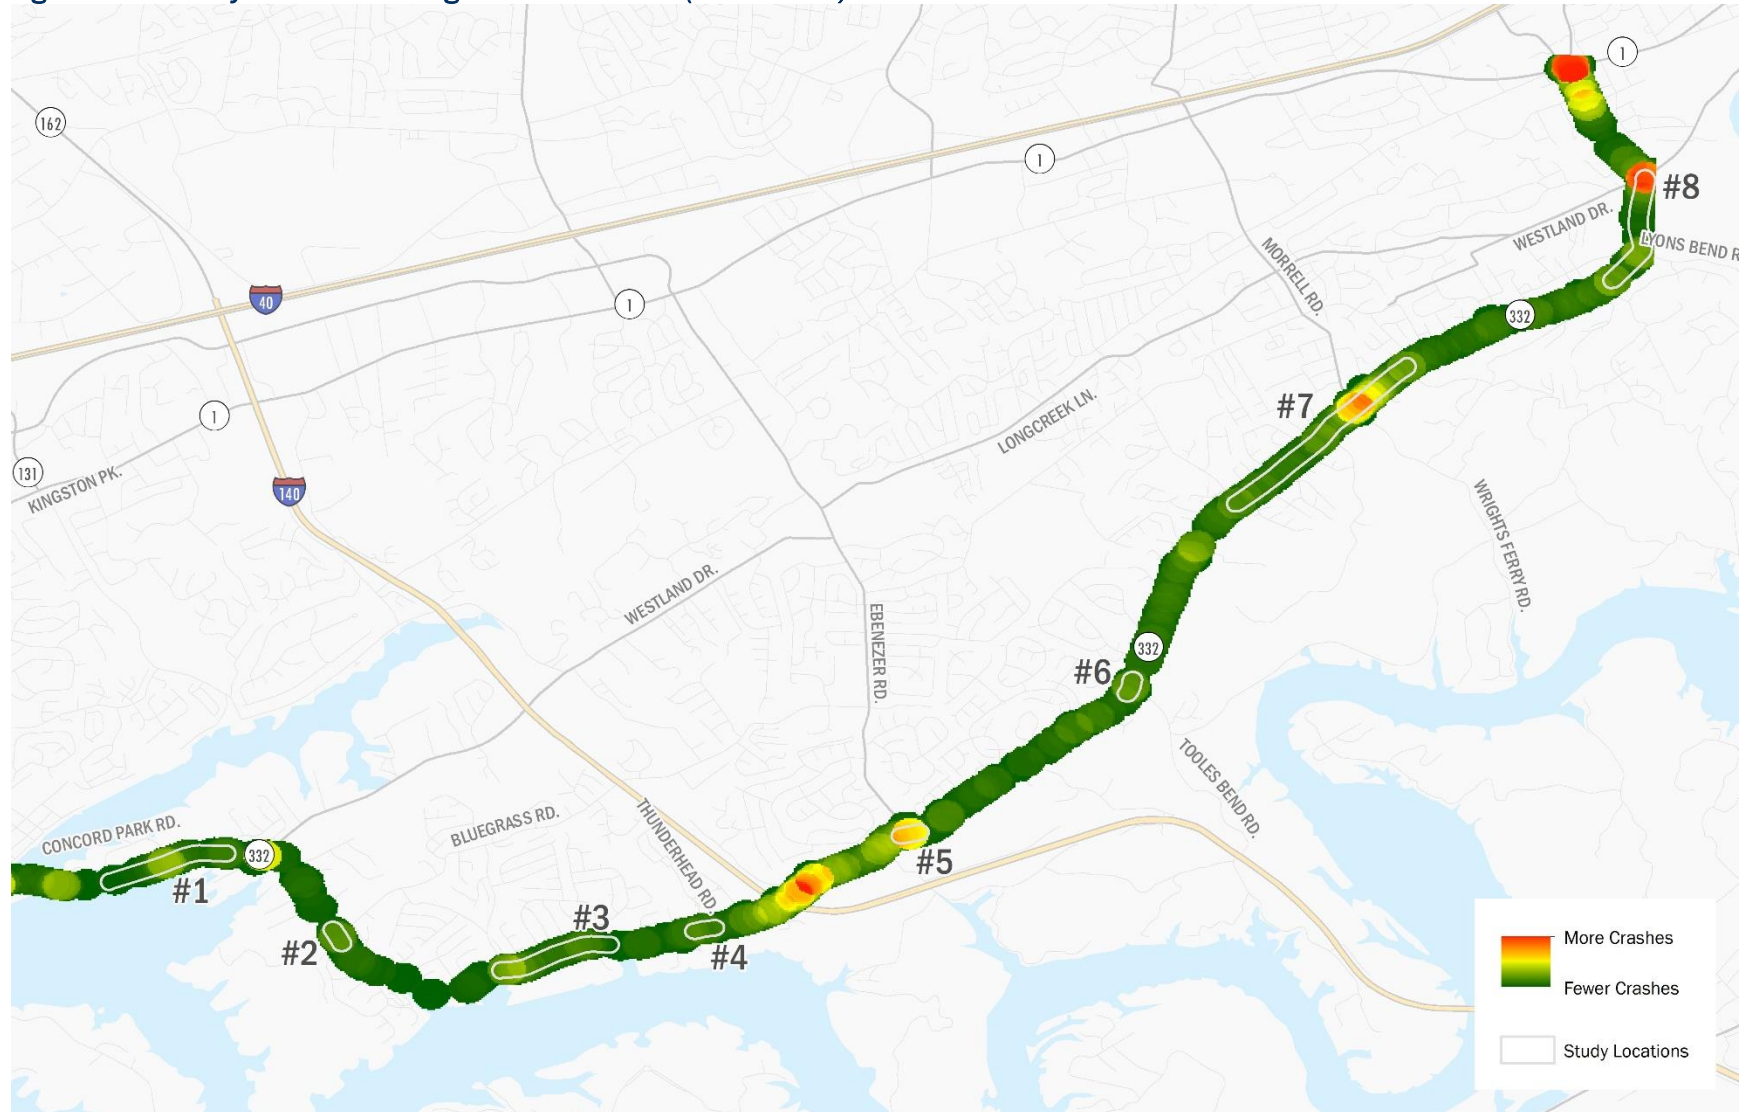 1
162
1
#8
WESTLAND DR.
LYONS BEND R
MORRELL RD.
40
1
332
1
#7
LONGCREEK LN.
131
KINGSTON PK.
140
WRIGHTS FERRY RD.
WESTLAND DR.
EBENEZER RD.
332
#6
TOOLES BEND RD.
CONCORD PARK RD.
BLUEGRASS RD.
THUNDERHEAD RD.
332
#5
#1
#3
#2
#4
More Crashes
Fewer Crashes
Study Locations